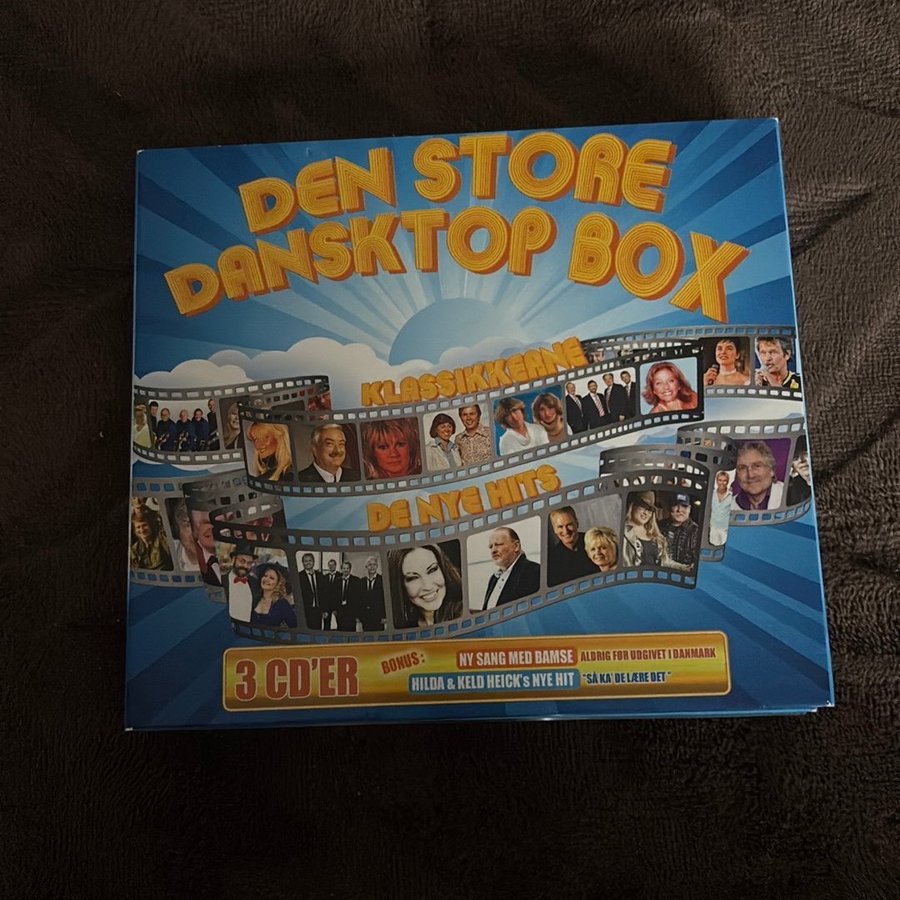 DEN STORE
DANSKTOP BOX
KLASSIKKERNE
DE NYE HITS
3 CD'ER
BONUS:
NY SANG MED BAMSE ALDRIG FØR UDGIVET I DANMARK
HILDA & KELD HEICK's NYE HIT "SÅ KA' DE LÆRE DET"